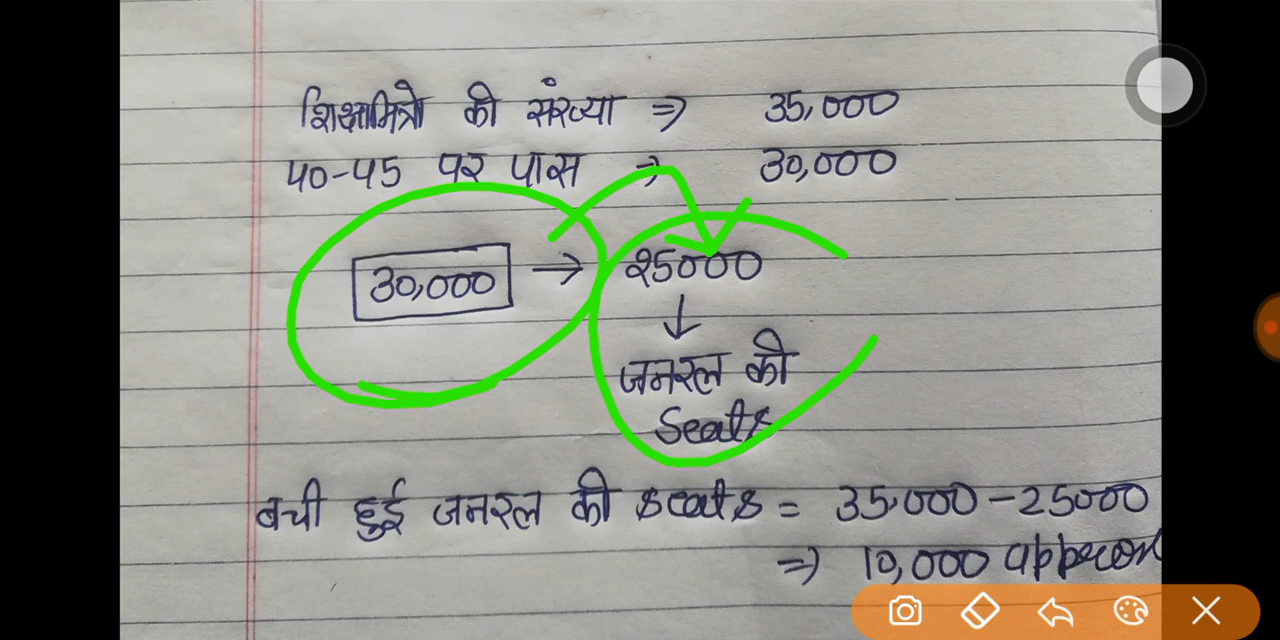 शिक्षामित्रो की संख्या ⇒ 35,000
40-45 पर पास ⇒ 30,000
30,000 → 25000
↓
जनरल की
Seats
बची हुई जनरल की seats = 35,000 - 25000
⇒ 10,000 approx